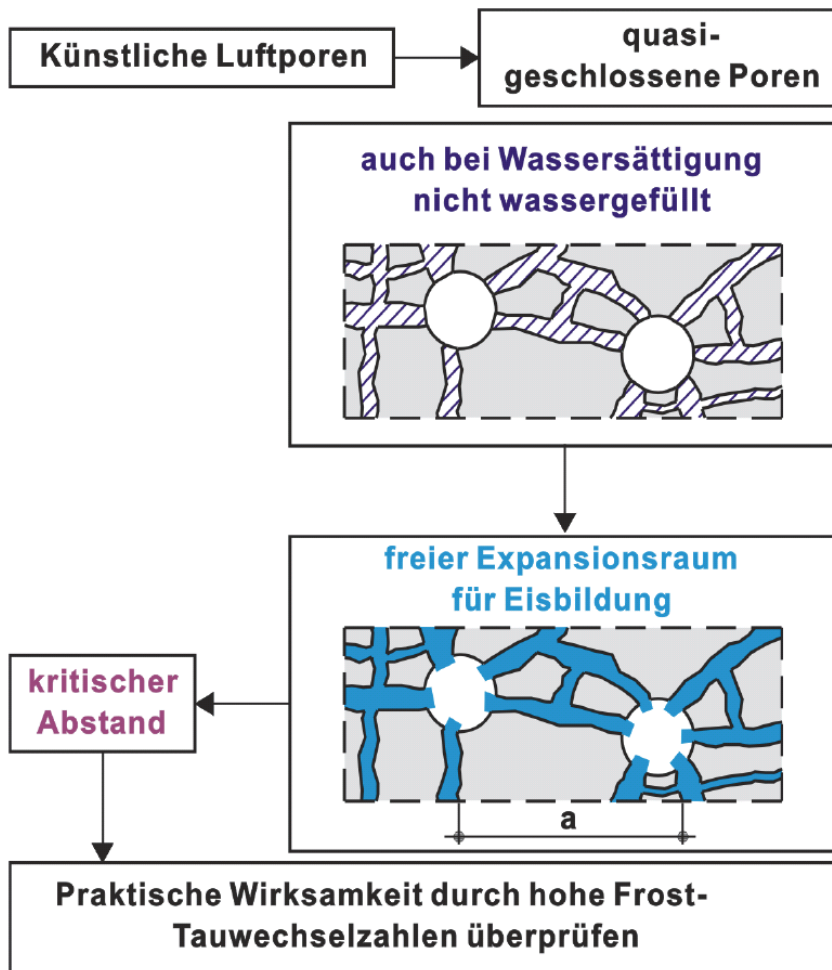 Künstliche Luftporen
quasi-
geschlossene Poren
auch bei Wassersättigung
nicht wassergefüllt
freier Expansionsraum
für Eisbildung
kritischer
Abstand
a
Praktische Wirksamkeit durch hohe Frost-
Tauwechselzahlen überprüfen